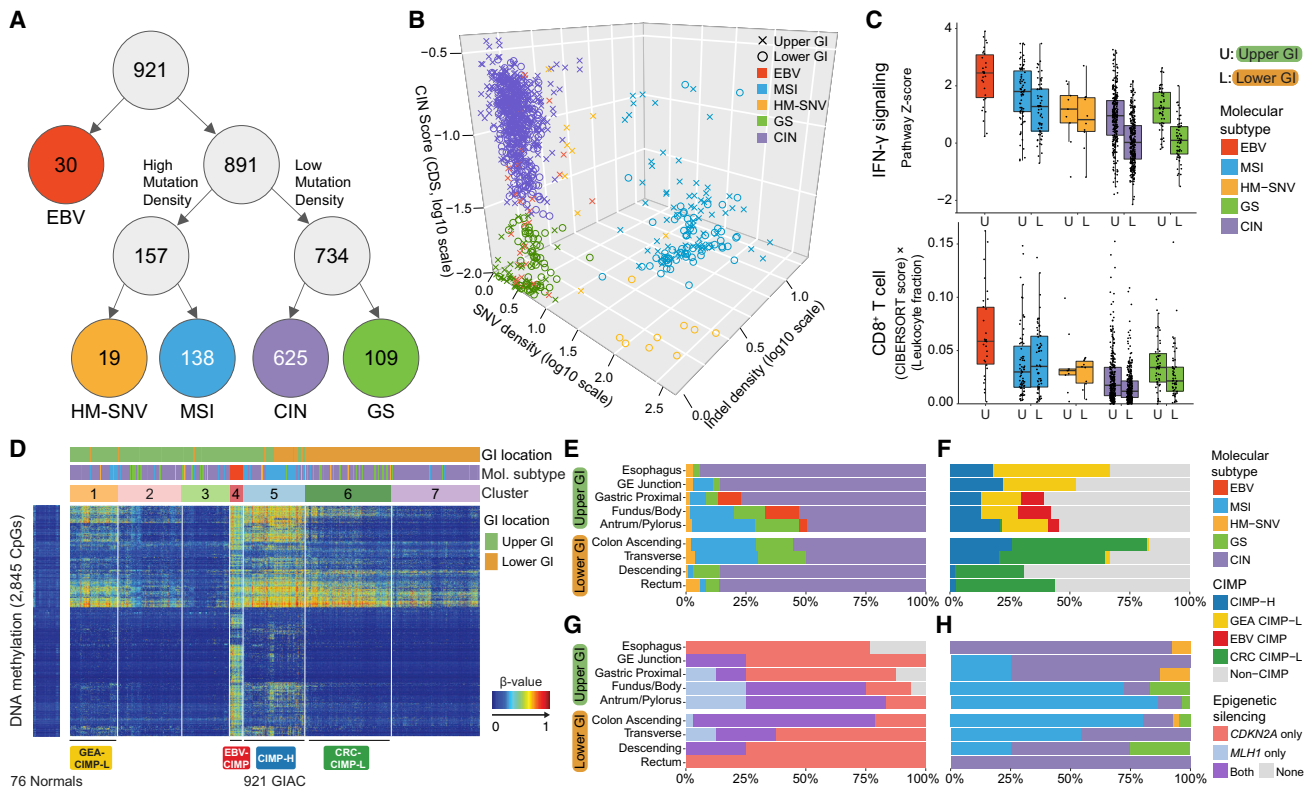 A
921
30
EBV
891
High
Mutation
Density
Low
Mutation
Density
157
734
19
138
625
109
HM-SNV
MSI
CIN
GS
B
× Upper GI
○ Lower GI
EBV
MSI
HM-SNV
GS
CIN
CIN Score (CDS, log10 scale)
−0.5
−1.0
−1.5
−2.0
SNV density (log10 scale)
0.0
0.5
1.0
1.5
2.0
2.5
Indel density (log10 scale)
0.0
0.5
1.0
C
IFN-γ signaling
Pathway Z-score
4
2
0
−2
U
U L
U L
U L
U L
CD8+ T cell
(CIBERSORT score) ×
(Leukocyte fraction)
0.15
0.10
0.05
0.00
U
U L
U L
U L
U L
U: Upper GI
L: Lower GI
Molecular
subtype
EBV
MSI
HM−SNV
GS
CIN
D
GI location
Mol. subtype
Cluster
1 2 3 4 5 6 7
DNA methylation (2,845 CpGs)
GI location
Upper GI
Lower GI
β-value
0 1
GEA-
CIMP-L
EBV-
CIMP
CIMP-H
CRC-
CIMP-L
76 Normals
921 GIAC
E
Upper GI
Esophagus
GE Junction
Gastric Proximal
Fundus/Body
Antrum/Pylorus
Lower GI
Colon Ascending
Transverse
Descending
Rectum
0% 25% 50% 75% 100%
F
0% 25% 50% 75% 100%
G
Upper GI
Esophagus
GE Junction
Gastric Proximal
Fundus/Body
Antrum/Pylorus
Lower GI
Colon Ascending
Transverse
Descending
Rectum
0% 25% 50% 75% 100%
H
0% 25% 50% 75% 100%
Molecular
subtype
EBV
MSI
HM-SNV
GS
CIN
CIMP
CIMP-H
GEA CIMP-L
EBV CIMP
CRC CIMP-L
Non-CIMP
Epigenetic
silencing
CDKN2A only
MLH1 only
Both None